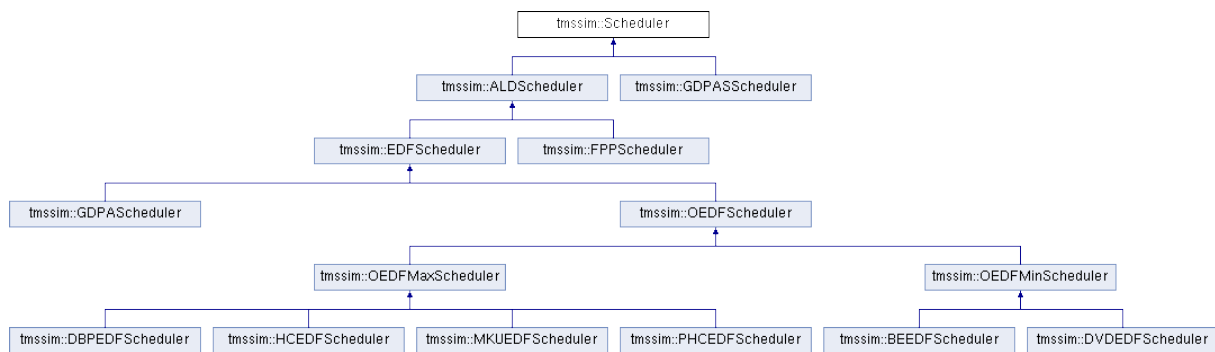 tmssim::Scheduler
tmssim::ALDScheduler tmssim::GDPASScheduler
tmssim::EDFScheduler tmssim::FPPScheduler
tmssim::GDPAScheduler tmssim::OEDFScheduler
tmssim::OEDFMaxScheduler tmssim::OEDFMinScheduler
tmssim::DBPEDFScheduler tmssim::HCEDFScheduler tmssim::MKUEDFScheduler tmssim::PHCEDFScheduler tmssim::BEEDFScheduler tmssim::DVDEDFScheduler